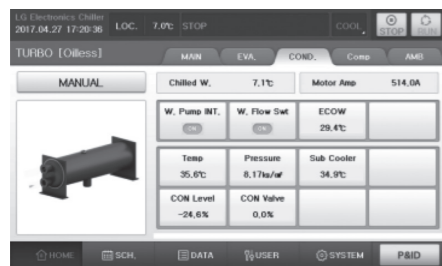 LG Electronics Chiller
2017.04.27 17:20:36 LOC. 7.0℃ STOP COOL STOP RUN
TURBO [Oilless] MAIN EVA. COND. Comp AMB
MANUAL Chilled W. 7.1℃ Motor Amp 514.0A
W. Pump INT. W. Flow Swt ECOW
ON ON 29.4℃
Temp Pressure Sub Cooler
35.6℃ 8.17kg/㎠ 34.9℃
CON Level CON Valve
-24.6% 0.0%
HOME SCH. DATA USER SYSTEM P&ID